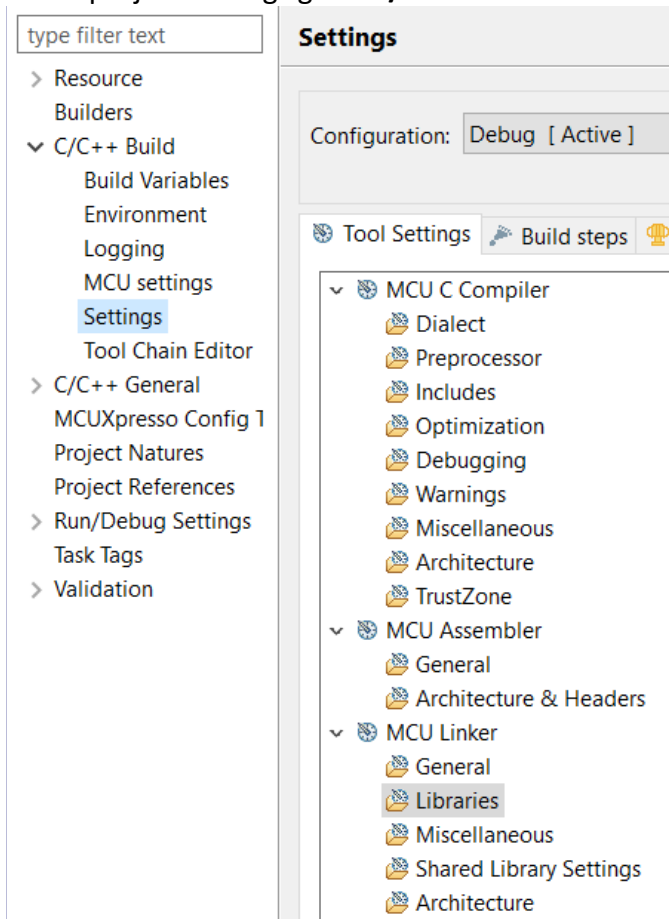 type filter text
Resource
Builders
C/C++ Build
Build Variables
Environment
Logging
MCU settings
Settings
Tool Chain Editor
C/C++ General
MCUXpresso Config T
Project Natures
Project References
Run/Debug Settings
Task Tags
Validation
Settings
Configuration: Debug [ Active ]
Tool Settings Build steps
MCU C Compiler
Dialect
Preprocessor
Includes
Optimization
Debugging
Warnings
Miscellaneous
Architecture
TrustZone
MCU Assembler
General
Architecture & Headers
MCU Linker
General
Libraries
Miscellaneous
Shared Library Settings
Architecture